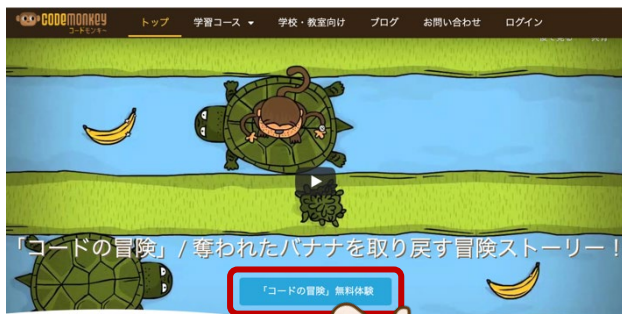 CODEMONKEY
コードモンキー
トップ 学習コース ▼ 学校・教室向け ブログ お問い合わせ ログイン
「コードの冒険」/ 奪われたバナナを取り戻す冒険ストーリー！
「コードの冒険」無料体験